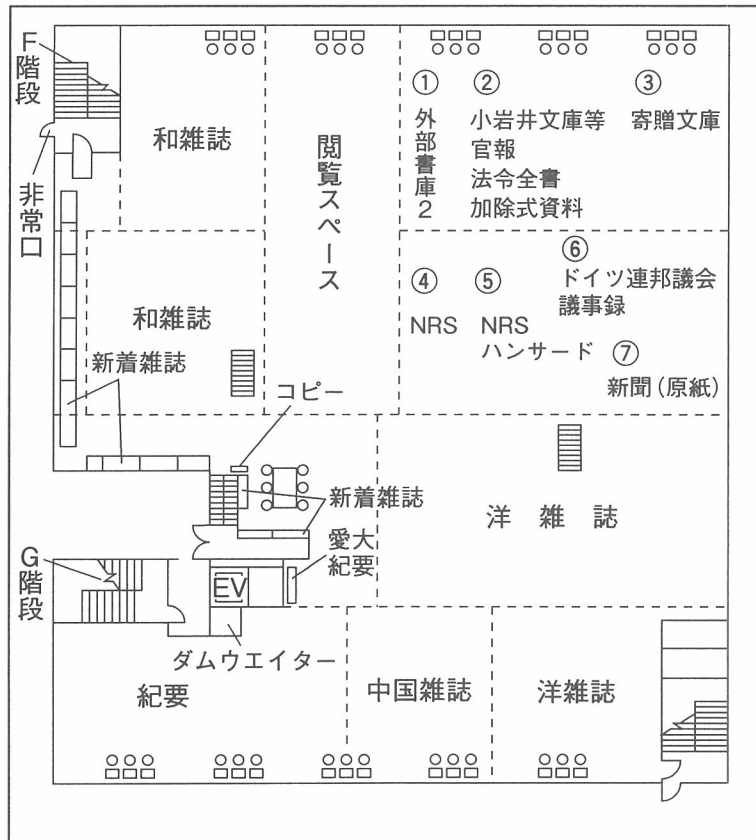 F階段
非常口
和雑誌
閲覧スペース
①
外部書庫2
②
小岩井文庫等
官報
法令全書
加除式資料
③
寄贈文庫
和雑誌
④
NRS
⑤
NRS
ハンサード
⑥
ドイツ連邦議会
議事録
⑦
新聞(原紙)
新着雑誌
コピー
新着雑誌
洋雑誌
愛大
紀要
G階段
EV
ダムウエイター
紀要
中国雑誌
洋雑誌